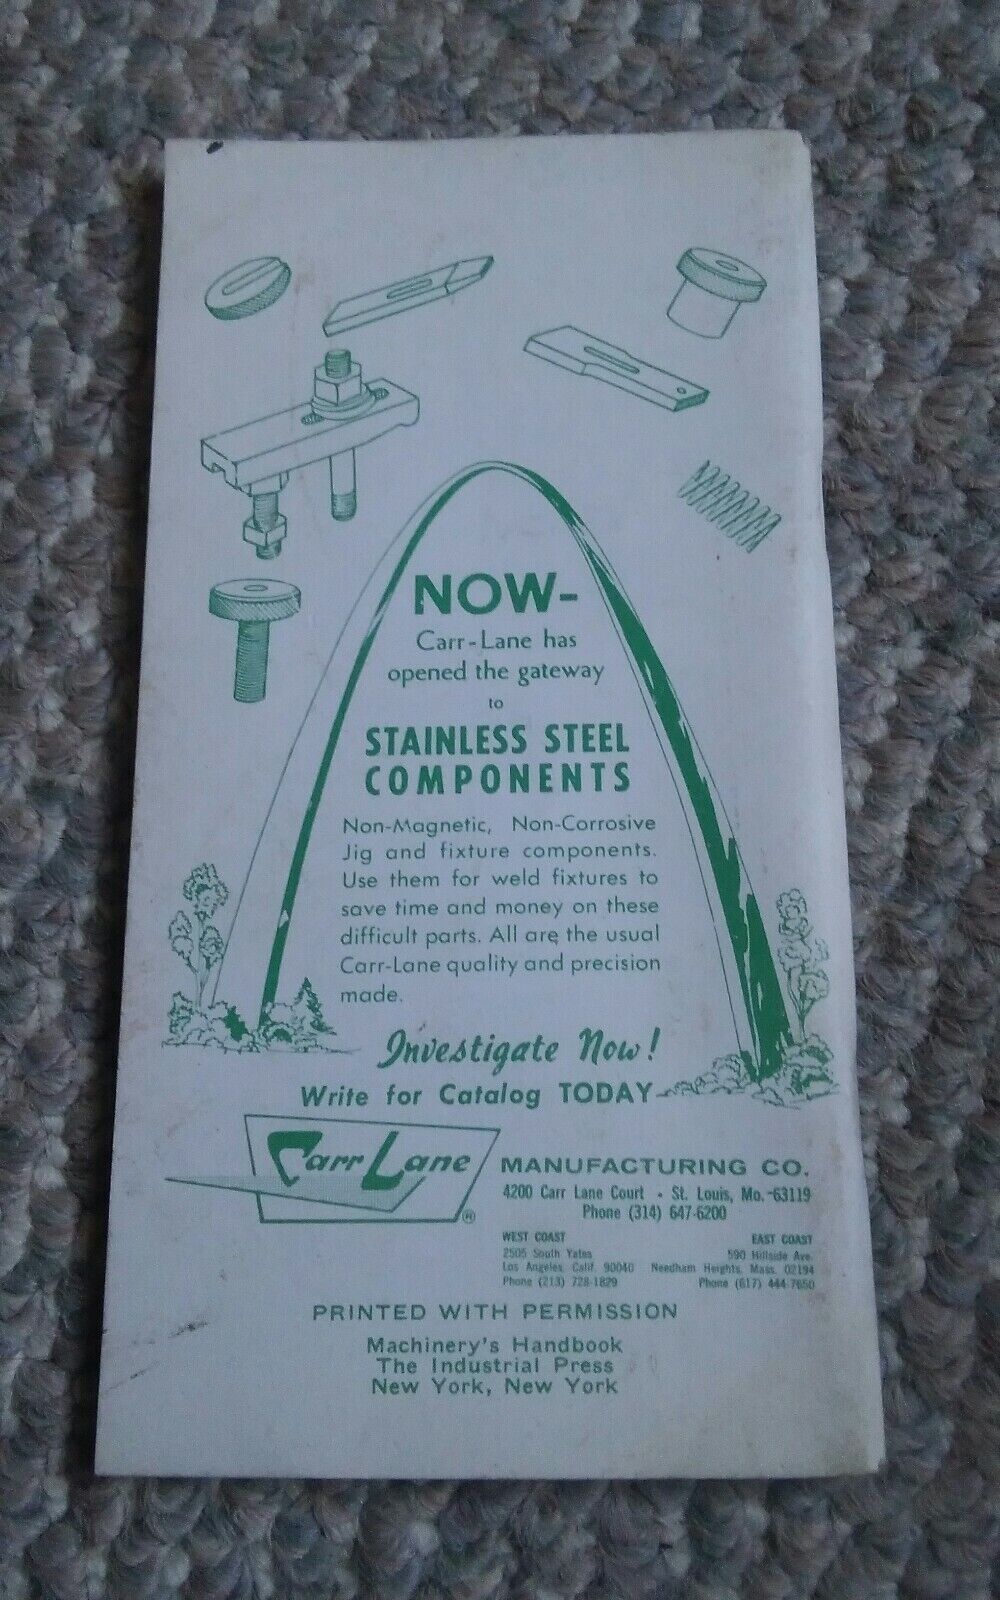 NOW-
Carr-Lane has
opened the gateway
to
STAINLESS STEEL
COMPONENTS
Non-Magnetic, Non-Corrosive
Jig and fixture components.
Use them for weld fixtures to
save time and money on these
difficult parts. All are the usual
Carr-Lane quality and precision
made.
Investigate Now!
Write for Catalog TODAY
Carr Lane ®
MANUFACTURING CO.
4200 Carr Lane Court • St. Louis, Mo. 63119
Phone (314) 647-6200
WEST COAST
2505 South Yates
Los Angeles, Calif. 90040
Phone (213) 728-1829
EAST COAST
590 Hillside Ave.
Needham Heights, Mass. 02194
Phone (617) 444-7650
PRINTED WITH PERMISSION
Machinery's Handbook
The Industrial Press
New York, New York